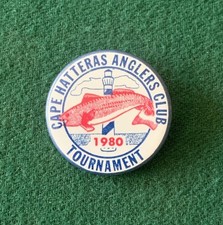 CAPE HATTERAS ANGLERS CLUB
1980
TOURNAMENT